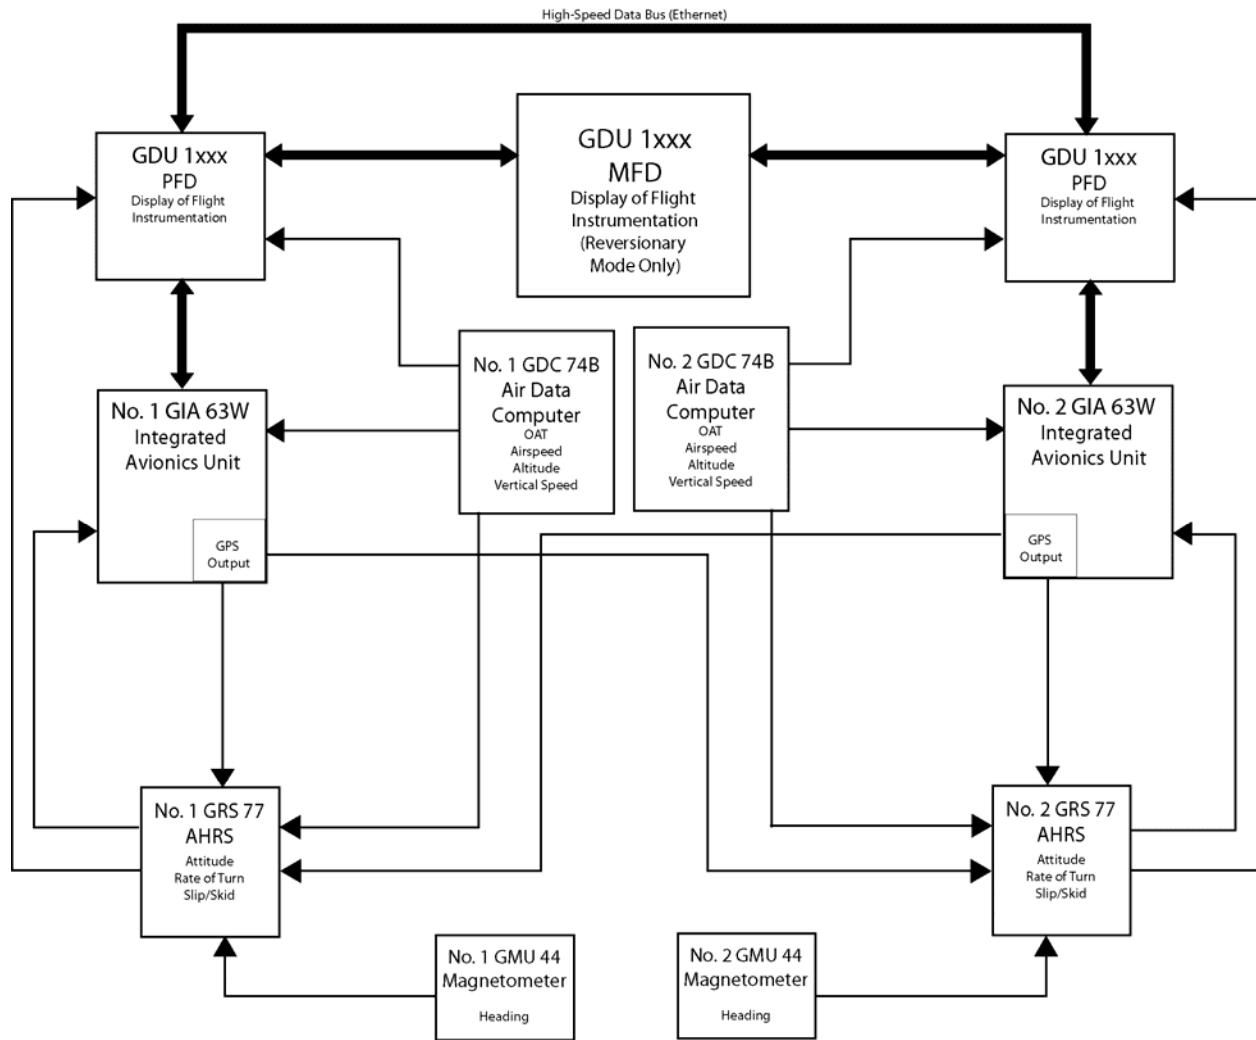 High-Speed Data Bus (Ethernet)
GDU 1xxx
PFD
Display of Flight
Instrumentation
GDU 1xxx
MFD
Display of Flight
Instrumentation
(Reversionary
Mode Only)
GDU 1xxx
PFD
Display of Flight
Instrumentation
No. 1 GIA 63W
Integrated
Avionics Unit
GPS
Output
No. 1 GDC 74B
Air Data
Computer
OAT
Airspeed
Altitude
Vertical Speed
No. 2 GDC 74B
Air Data
Computer
OAT
Airspeed
Altitude
Vertical Speed
No. 2 GIA 63W
Integrated
Avionics Unit
GPS
Output
No. 1 GRS 77
AHRS
Attitude
Rate of Turn
Slip/Skid
No. 2 GRS 77
AHRS
Attitude
Rate of Turn
Slip/Skid
No. 1 GMU 44
Magnetometer
Heading
No. 2 GMU 44
Magnetometer
Heading